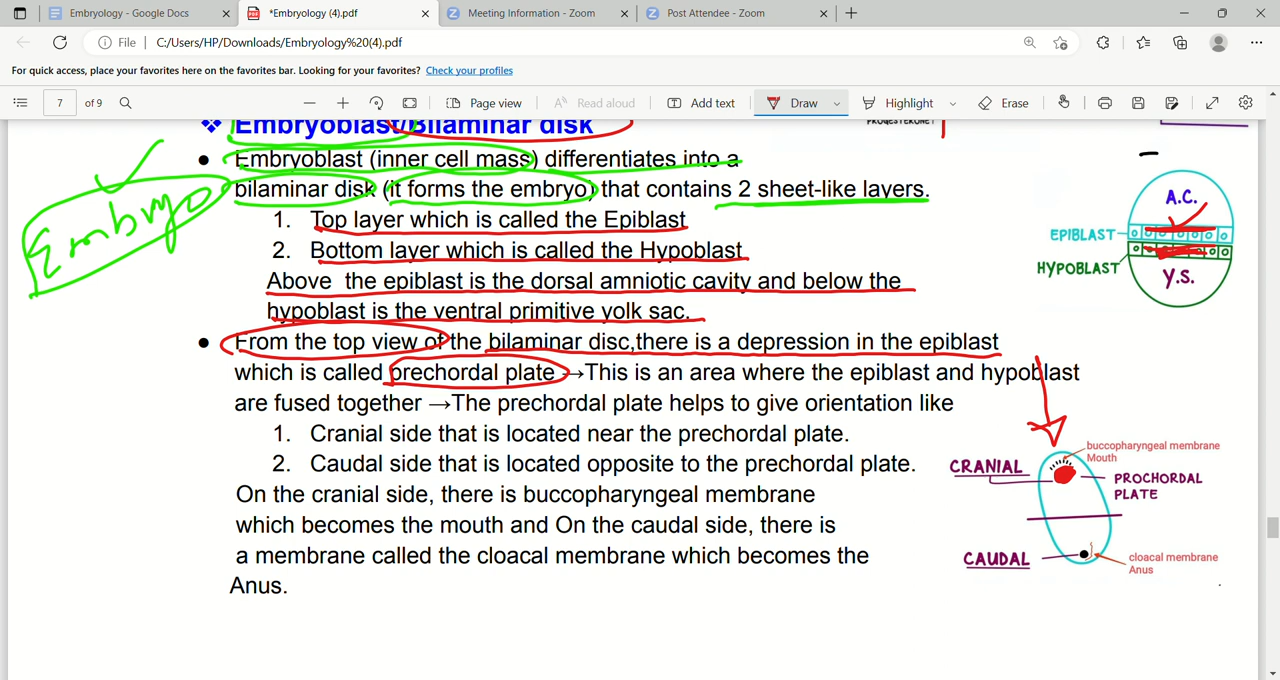 Embryology - Google Docs
*Embryology (4).pdf
Meeting Information - Zoom
Post Attendee - Zoom
File
C:/Users/HP/Downloads/Embryology%20(4).pdf
For quick access, place your favorites here on the favorites bar. Looking for your favorites? Check your profiles
7 of 9
Page view
Read aloud
Add text
Draw
Highlight
Erase
❖ Embryoblast/Bilaminar disk
● Embryoblast (inner cell mass) differentiates into a
bilaminar disk (it forms the embryo) that contains 2 sheet-like layers.
1. Top layer which is called the Epiblast
2. Bottom layer which is called the Hypoblast
Above the epiblast is the dorsal amniotic cavity and below the
hypoblast is the ventral primitive yolk sac.
● From the top view of the bilaminar disc,there is a depression in the epiblast
which is called prechordal plate →This is an area where the epiblast and hypoblast
are fused together →The prechordal plate helps to give orientation like
1. Cranial side that is located near the prechordal plate.
2. Caudal side that is located opposite to the prechordal plate.
On the cranial side, there is buccopharyngeal membrane
which becomes the mouth and On the caudal side, there is
a membrane called the cloacal membrane which becomes the
Anus.
Embryo
A.C.
EPIBLAST
HYPOBLAST
Y.S.
buccopharyngeal membrane
Mouth
CRANIAL
PROCHORDAL
PLATE
CAUDAL
cloacal membrane
Anus